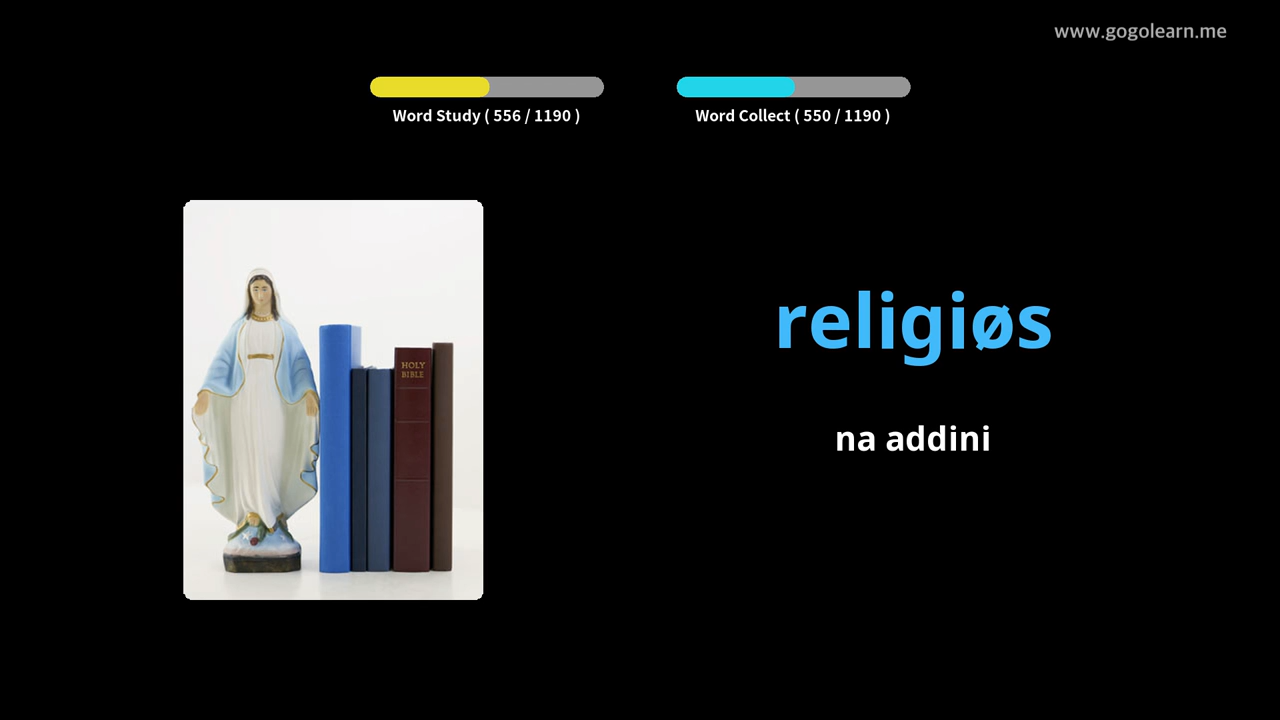 www.gogolearn.me
Word Study ( 556 / 1190 )
Word Collect ( 550 / 1190 )
HOLY
BIBLE
religiøs
na addini